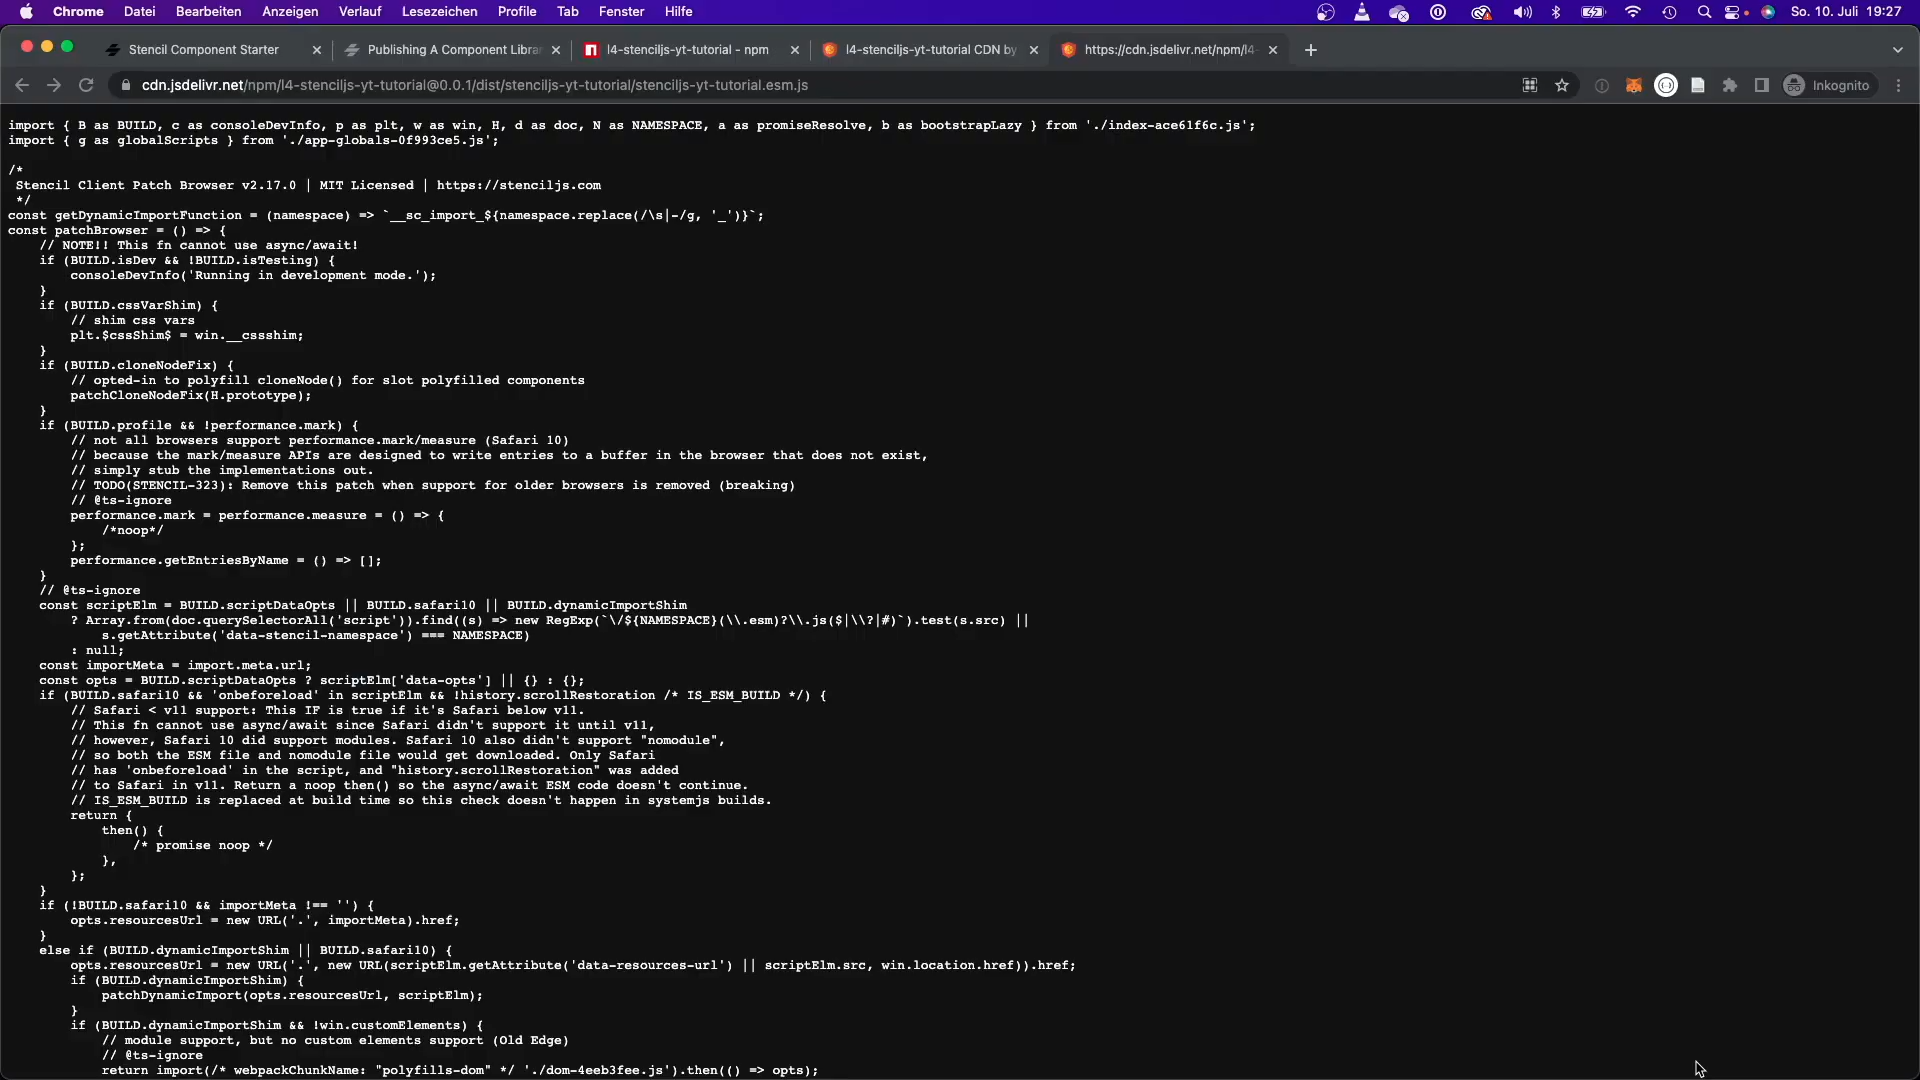 Chrome Datei Bearbeiten Anzeigen Verlauf Lesezeichen Profile Tab Fenster Hilfe So. 10. Juli 19:27
Stencil Component Starter Publishing A Component Libra l4-stenciljs-yt-tutorial - npm l4-stenciljs-yt-tutorial CDN by https://cdn.jsdelivr.net/npm/l4-
cdn.jsdelivr.net/npm/l4-stenciljs-yt-tutorial@0.0.1/dist/stenciljs-yt-tutorial/stenciljs-yt-tutorial.esm.js Inkognito
import { B as BUILD, c as consoleDevInfo, p as plt, w as win, H, d as doc, N as NAMESPACE, a as promiseResolve, b as bootstrapLazy } from './index-ace61f6c.js';
import { g as globalScripts } from './app-globals-0f993ce5.js';
/*
Stencil Client Patch Browser v2.17.0 | MIT Licensed | https://stenciljs.com
*/
const getDynamicImportFunction = (namespace) => `__sc_import_${namespace.replace(/\s|-/g, '_')}`;
const patchBrowser = () => {
// NOTE!! This fn cannot use async/await!
if (BUILD.isDev && !BUILD.isTesting) {
consoleDevInfo('Running in development mode.');
}
if (BUILD.cssVarShim) {
// shim css vars
plt.$cssShim$ = win.__cssshim;
}
if (BUILD.cloneNodeFix) {
// opted-in to polyfill cloneNode() for slot polyfilled components
patchCloneNodeFix(H.prototype);
}
if (BUILD.profile && !performance.mark) {
// not all browsers support performance.mark/measure (Safari 10)
// because the mark/measure APIs are designed to write entries to a buffer in the browser that does not exist,
// simply stub the implementations out.
// TODO(STENCIL-323): Remove this patch when support for older browsers is removed (breaking)
// @ts-ignore
performance.mark = performance.measure = () => {
/*noop*/
};
performance.getEntriesByName = () => [];
}
// @ts-ignore
const scriptElm = BUILD.scriptDataOpts || BUILD.safari10 || BUILD.dynamicImportShim
? Array.from(doc.querySelectorAll('script')).find((s) => new RegExp(`\/${NAMESPACE}(\\.esm)?\\.js($|\\?|#)`).test(s.src) ||
s.getAttribute('data-stencil-namespace') === NAMESPACE)
: null;
const importMeta = import.meta.url;
const opts = BUILD.scriptDataOpts ? scriptElm['data-opts'] || {} : {};
if (BUILD.safari10 && 'onbeforeload' in scriptElm && !history.scrollRestoration /* IS_ESM_BUILD */) {
// Safari < v11 support: This IF is true if it's Safari below v11.
// This fn cannot use async/await since Safari didn't support it until v11,
// however, Safari 10 did support modules. Safari 10 also didn't support "nomodule",
// so both the ESM file and nomodule file would get downloaded. Only Safari
// has 'onbeforeload' in the script, and "history.scrollRestoration" was added
// to Safari in v11. Return a noop then() so the async/await ESM code doesn't continue.
// IS_ESM_BUILD is replaced at build time so this check doesn't happen in systemjs builds.
return {
then() {
/* promise noop */
},
};
}
if (!BUILD.safari10 && importMeta !== '') {
opts.resourcesUrl = new URL('.', importMeta).href;
}
else if (BUILD.dynamicImportShim || BUILD.safari10) {
opts.resourcesUrl = new URL('.', new URL(scriptElm.getAttribute('data-resources-url') || scriptElm.src, win.location.href)).href;
if (BUILD.dynamicImportShim) {
patchDynamicImport(opts.resourcesUrl, scriptElm);
}
if (BUILD.dynamicImportShim && !win.customElements) {
// module support, but no custom elements support (Old Edge)
// @ts-ignore
return import(/* webpackChunkName: "polyfills-dom" */ './dom-4eeb3fee.js').then(() => opts);